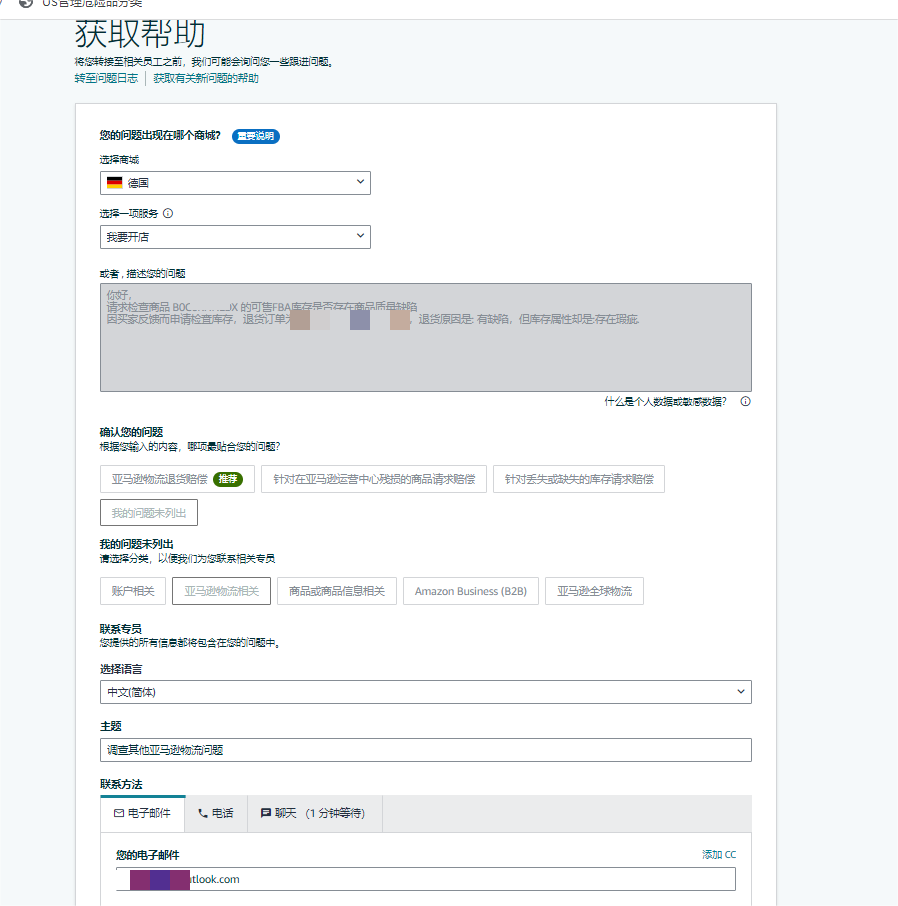 US管理危险品分类
获取帮助
将您转接至相关员工之前，我们可能会询问您一些跟进问题。
转至问题日志 获取有关新问题的帮助
您的问题出现在哪个商城? 重要说明
选择商城
德国
选择一项服务
我要开店
或者 , 描述您的问题
你好,
请求检查商品 B0C X 的可售FBA库存是否存在商品质量缺陷
因买家反馈而申请检查库存，退货订单为 ，退货原因是: 有缺陷，但库存属性却是:存在瑕疵.
什么是个人数据或敏感数据?
确认您的问题
根据您输入的内容，哪项最贴合您的问题?
亚马逊物流退货赔偿 推荐 针对在亚马逊运营中心残损的商品请求赔偿 针对丢失或缺失的库存请求赔偿
我的问题未列出
我的问题未列出
请选择分类，以便我们为您联系相关专员
账户相关 亚马逊物流相关 商品或商品信息相关 Amazon Business (B2B) 亚马逊全球物流
联系专员
您提供的所有信息都将包含在您的问题中。
选择语言
中文(简体)
主题
调查其他亚马逊物流问题
联系方法
电子邮件 电话 聊天 (1 分钟等待)
您的电子邮件 添加 CC
tlook.com